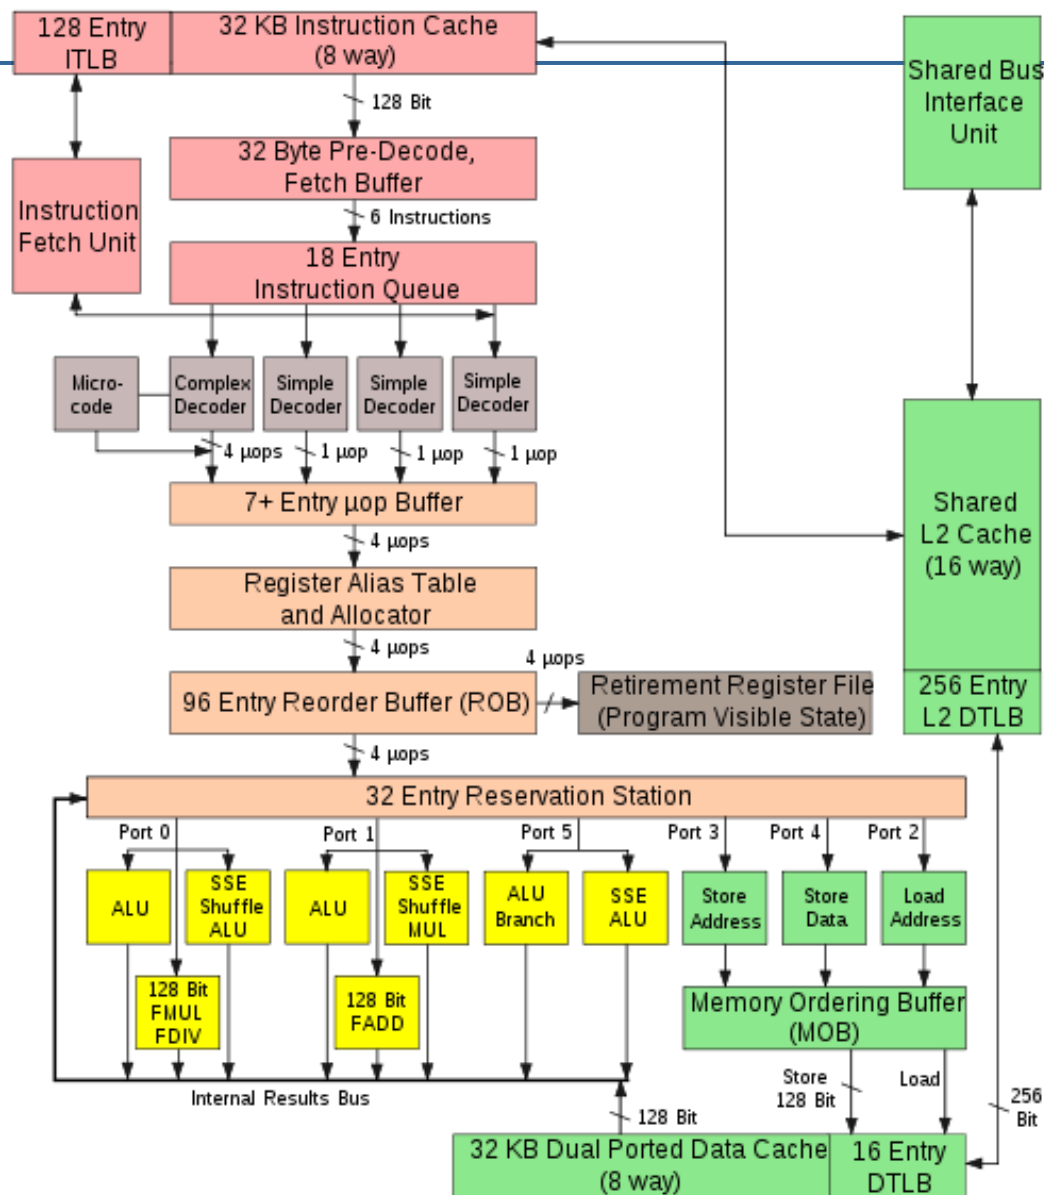 128 Entry
ITLB
32 KB Instruction Cache
(8 way)
Shared Bus
Interface
Unit
128 Bit
32 Byte Pre-Decode,
Fetch Buffer
Instruction
Fetch Unit
6 Instructions
18 Entry
Instruction Queue
Micro-
code
Complex
Decoder
Simple
Decoder
Simple
Decoder
Simple
Decoder
4 µops
1 µop
1 µop
1 µop
7+ Entry µop Buffer
Shared
L2 Cache
(16 way)
4 µops
Register Alias Table
and Allocator
4 µops
4 µops
96 Entry Reorder Buffer (ROB)
Retirement Register File
(Program Visible State)
256 Entry
L2 DTLB
4 µops
32 Entry Reservation Station
Port 0
Port 1
Port 5
Port 3
Port 4
Port 2
ALU
SSE
Shuffle
ALU
ALU
SSE
Shuffle
MUL
ALU
Branch
SSE
ALU
Store
Address
Store
Data
Load
Address
128 Bit
FMUL
FDIV
128 Bit
FADD
Memory Ordering Buffer
(MOB)
Internal Results Bus
Store
128 Bit
Load
256
Bit
128 Bit
32 KB Dual Ported Data Cache
(8 way)
16 Entry
DTLB